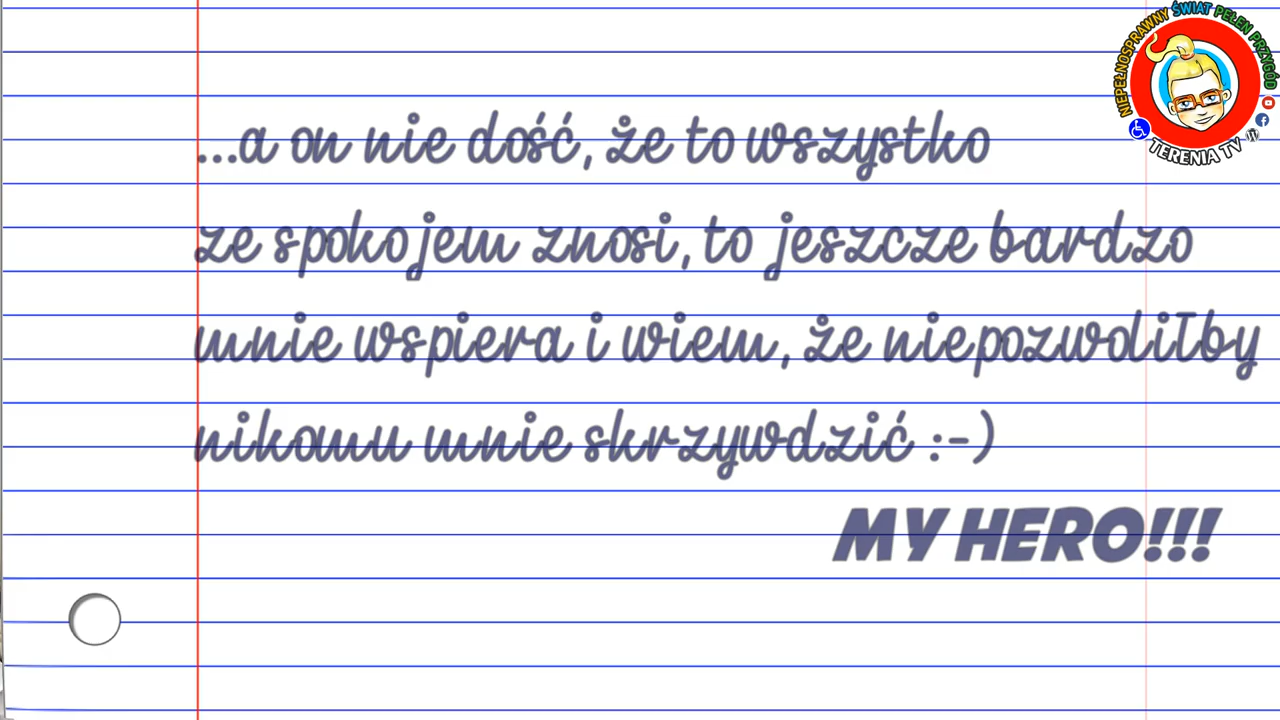 ...a on nie dość, że to wszystko
ze spokojem znosi, to jeszcze bardzo
mnie wspiera i wiem, że niepozwoliłby
nikomu mnie skrzywdzić :-)
MY HERO!!!
NIEPEŁNOSPRAWNY ŚWIAT PEŁEN PRZYGÓD
TERENIA TV